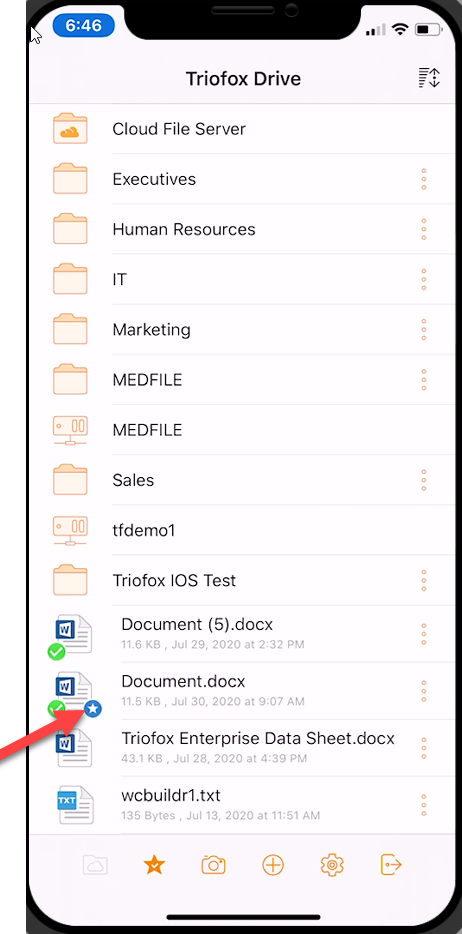 6:46
Triofox Drive
Cloud File Server
Executives
Human Resources
IT
Marketing
MEDFILE
MEDFILE
Sales
tfdemo1
Triofox IOS Test
W
Document (5).docx
11.6 KB , Jul 29, 2020 at 2:32 PM
W
Document.docx
11.5 KB , Jul 30, 2020 at 9:07 AM
W
Triofox Enterprise Data Sheet.docx
43.1 KB , Jul 28, 2020 at 4:39 PM
TXT
wcbuildr1.txt
135 Bytes , Jul 13, 2020 at 11:51 AM